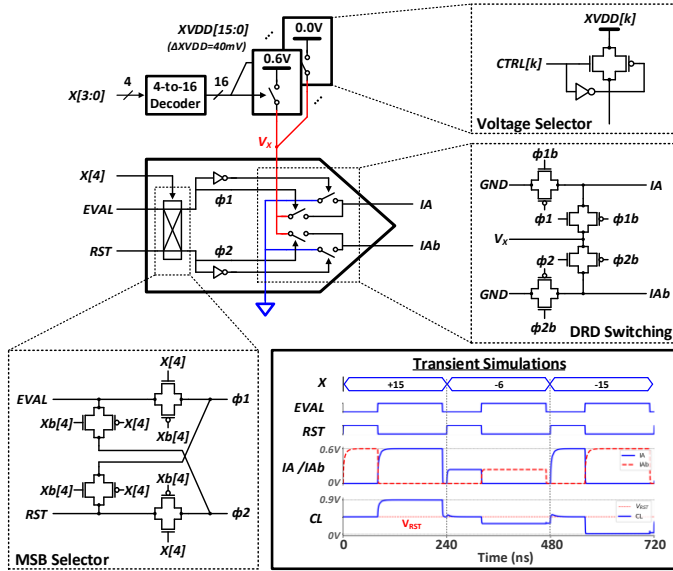 XVDD[15:0]
(ΔXVDD=40mV)
0.0V
0.6V
X[3:0]
4
4-to-16
Decoder
16
Vx
XVDD[k]
CTRL[k]
Voltage Selector
X[4]
EVAL
RST
ϕ1
ϕ2
IA
IAb
ϕ1b
GND
IA
ϕ1
ϕ1b
Vx
ϕ2
ϕ2b
GND
IAb
ϕ2b
DRD Switching
X[4]
EVAL
ϕ1
Xb[4]
X[4]
Xb[4]
Xb[4]
X[4]
Xb[4]
RST
ϕ2
X[4]
MSB Selector
Transient Simulations
X
+15
-6
-15
EVAL
RST
IA /IAb
0.6V
0V
IA
IAb
CL
0.9V
0V
VRST
VRST
CL
0
240
480
720
Time (ns)